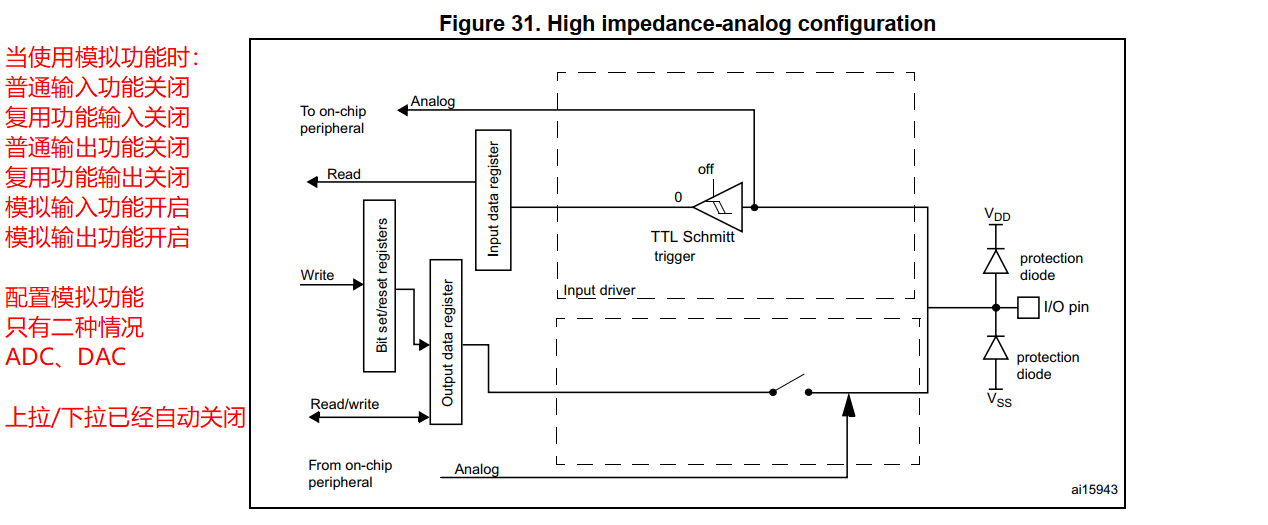 Figure 31. High impedance-analog configuration
当使用模拟功能时：
普通输入功能关闭
复用功能输入关闭
普通输出功能关闭
复用功能输出关闭
模拟输入功能开启
模拟输出功能开启
配置模拟功能
只有二种情况
ADC、DAC
上拉/下拉已经自动关闭
To on-chip
peripheral
Analog
Read
Input data register
off
0
TTL Schmitt
trigger
Input driver
Write
Bit set/reset registers
Output data register
Read/write
From on-chip
peripheral
Analog
VDD
protection
diode
I/O pin
protection
diode
VSS
ai15943